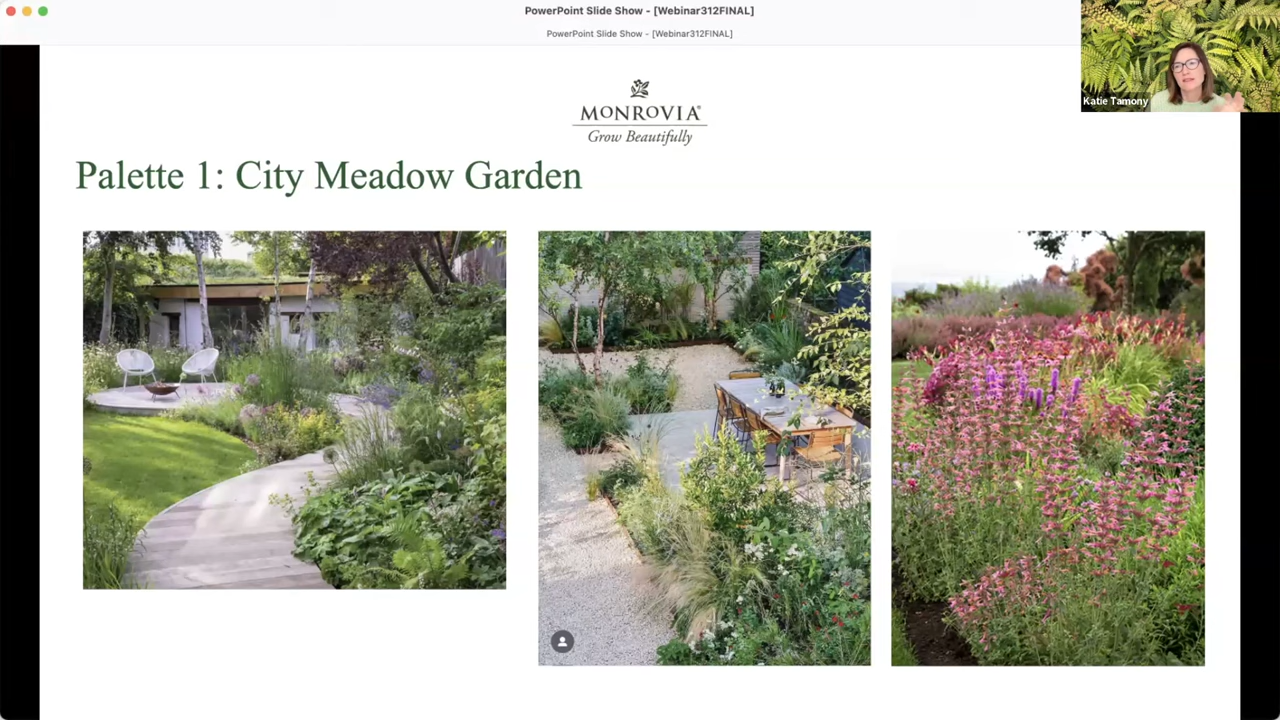 PowerPoint Slide Show - [Webinar312FINAL]
PowerPoint Slide Show - [Webinar312FINAL]
Katie Tamony
MONROVIA®
Grow Beautifully
Palette 1: City Meadow Garden